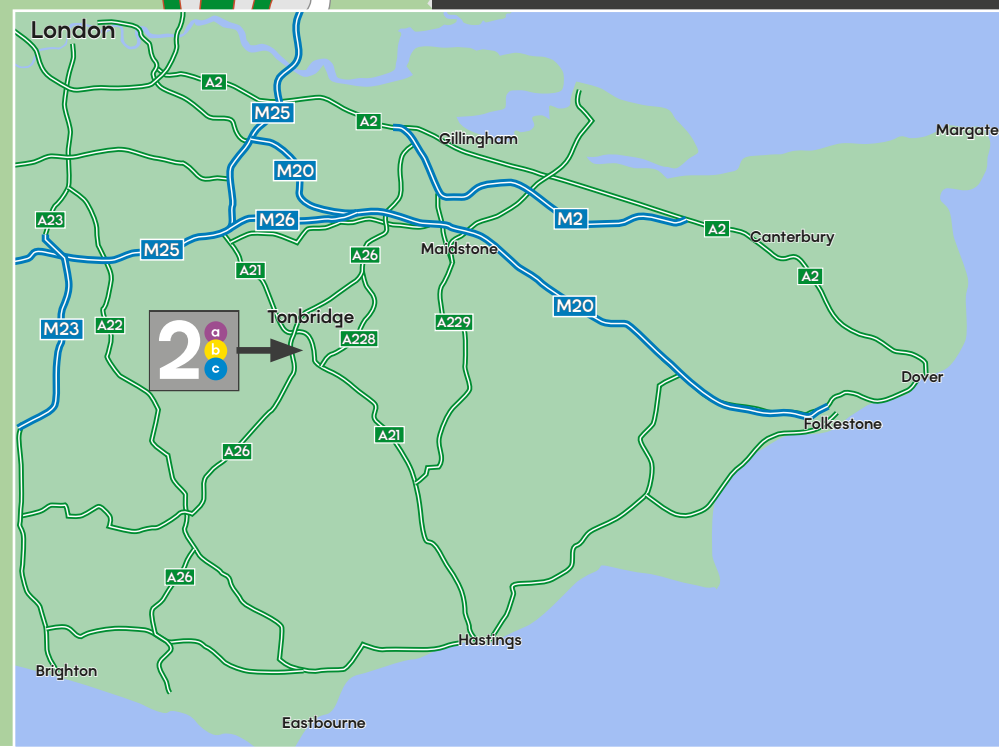 London
A2
M25
A2
Gillingham
Margate
M20
A23
M26
M2
A2
Canterbury
M25
Maidstone
A26
A21
A2
M20
Tonbridge
M23
A22
2
a
b
c
A229
A228
Dover
Folkestone
A21
A26
A26
Hastings
Brighton
Eastbourne